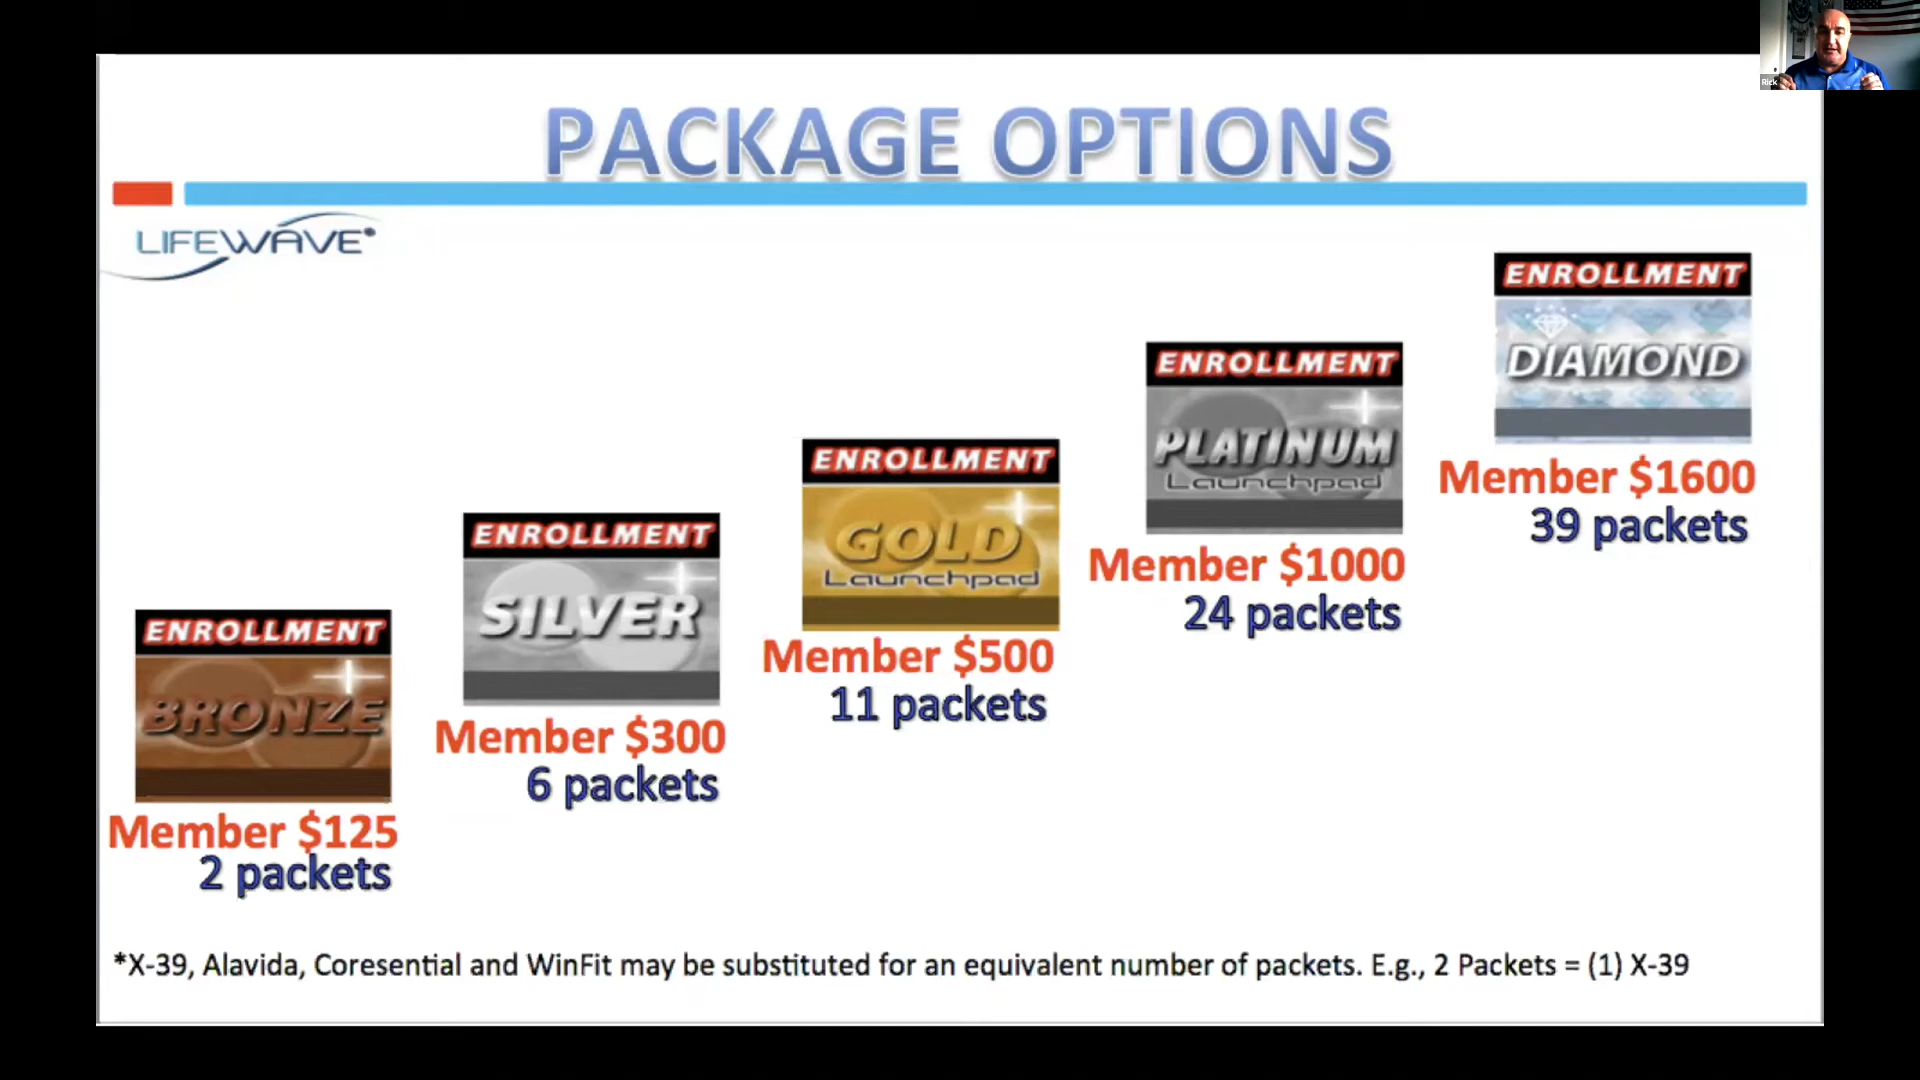 Rick
PACKAGE OPTIONS
LIFEWAVE®
ENROLLMENT
BRONZE
Member $125
2 packets
ENROLLMENT
SILVER
Member $300
6 packets
ENROLLMENT
GOLD
Launchpad
Member $500
11 packets
ENROLLMENT
PLATINUM
Launchpad
Member $1000
24 packets
ENROLLMENT
DIAMOND
Member $1600
39 packets
*X-39, Alavida, Coresential and WinFit may be substituted for an equivalent number of packets. E.g., 2 Packets = (1) X-39